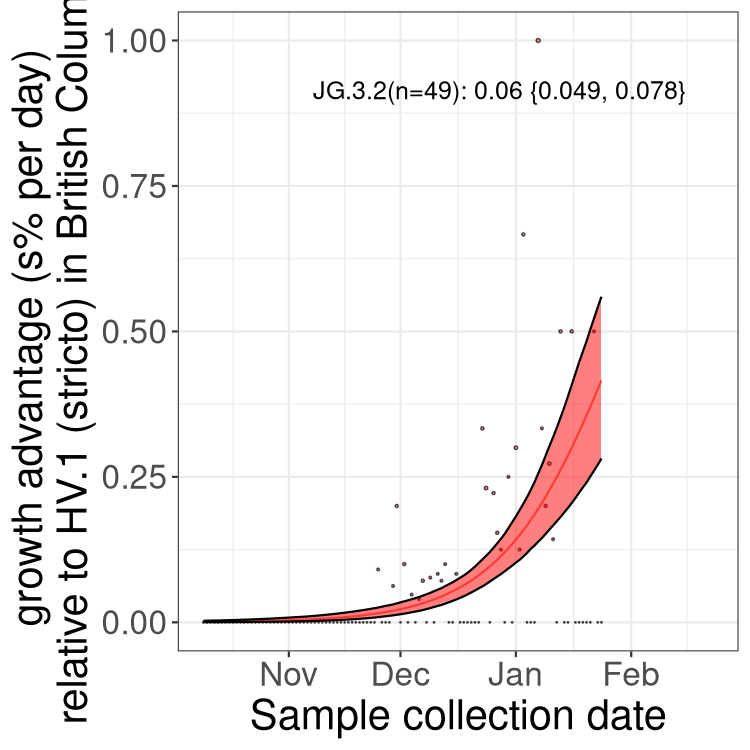 growth advantage (s% per day)
relative to HV.1 (stricto) in British Colum
1.00
0.75
0.50
0.25
0.00
JG.3.2(n=49): 0.06 {0.049, 0.078}
Nov Dec Jan Feb
Sample collection date